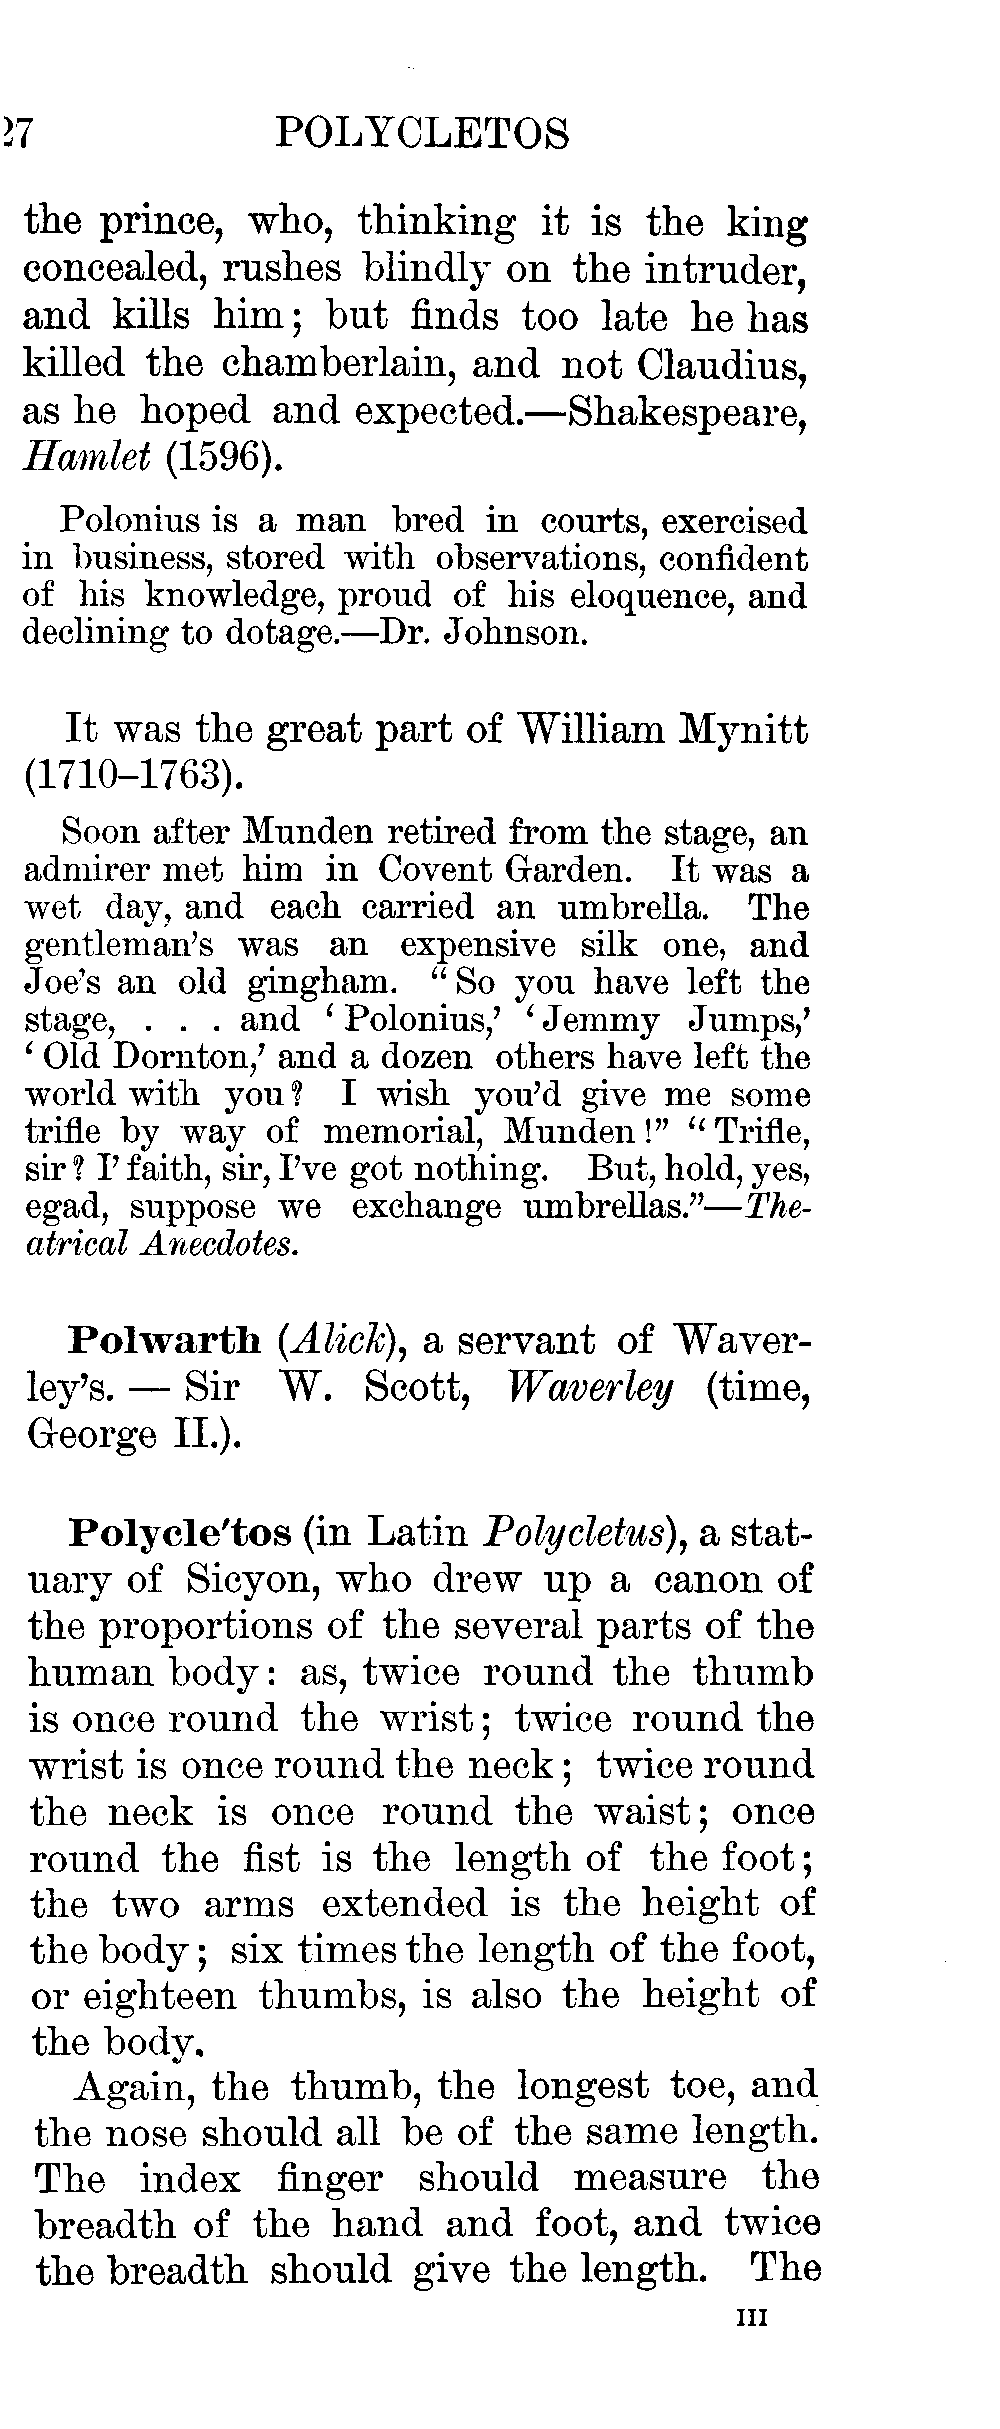 27 POLYCLETOS
the prince, who, thinking it is the king
concealed, rushes blindly on the intruder,
and kills him; but finds too late he has
killed the chamberlain, and not Claudius,
as he hoped and expected.—Shakespeare,
Hamlet (1596).
Polonius is a man bred in courts, exercised
in business, stored with observations, confident
of his knowledge, proud of his eloquence, and
declining to dotage.—Dr. Johnson.
It was the great part of William Mynitt
(1710–1763).
Soon after Munden retired from the stage, an
admirer met him in Covent Garden. It was a
wet day, and each carried an umbrella. The
gentleman's was an expensive silk one, and
Joe's an old gingham. “So you have left the
stage, . . . and ‘Polonius,’ ‘Jemmy Jumps,’
‘Old Dornton,’ and a dozen others have left the
world with you? I wish you'd give me some
trifle by way of memorial, Munden!” “Trifle,
sir? I' faith, sir, I've got nothing. But, hold, yes,
egad, suppose we exchange umbrellas.”—The-
atrical Anecdotes.
Polwarth (Alick), a servant of Waver-
ley's. — Sir W. Scott, Waverley (time,
George II.).
Polycle'tos (in Latin Polycletus), a stat-
uary of Sicyon, who drew up a canon of
the proportions of the several parts of the
human body: as, twice round the thumb
is once round the wrist; twice round the
wrist is once round the neck; twice round
the neck is once round the waist; once
round the fist is the length of the foot;
the two arms extended is the height of
the body; six times the length of the foot,
or eighteen thumbs, is also the height of
the body.
Again, the thumb, the longest toe, and
the nose should all be of the same length.
The index finger should measure the
breadth of the hand and foot, and twice
the breadth should give the length. The
III